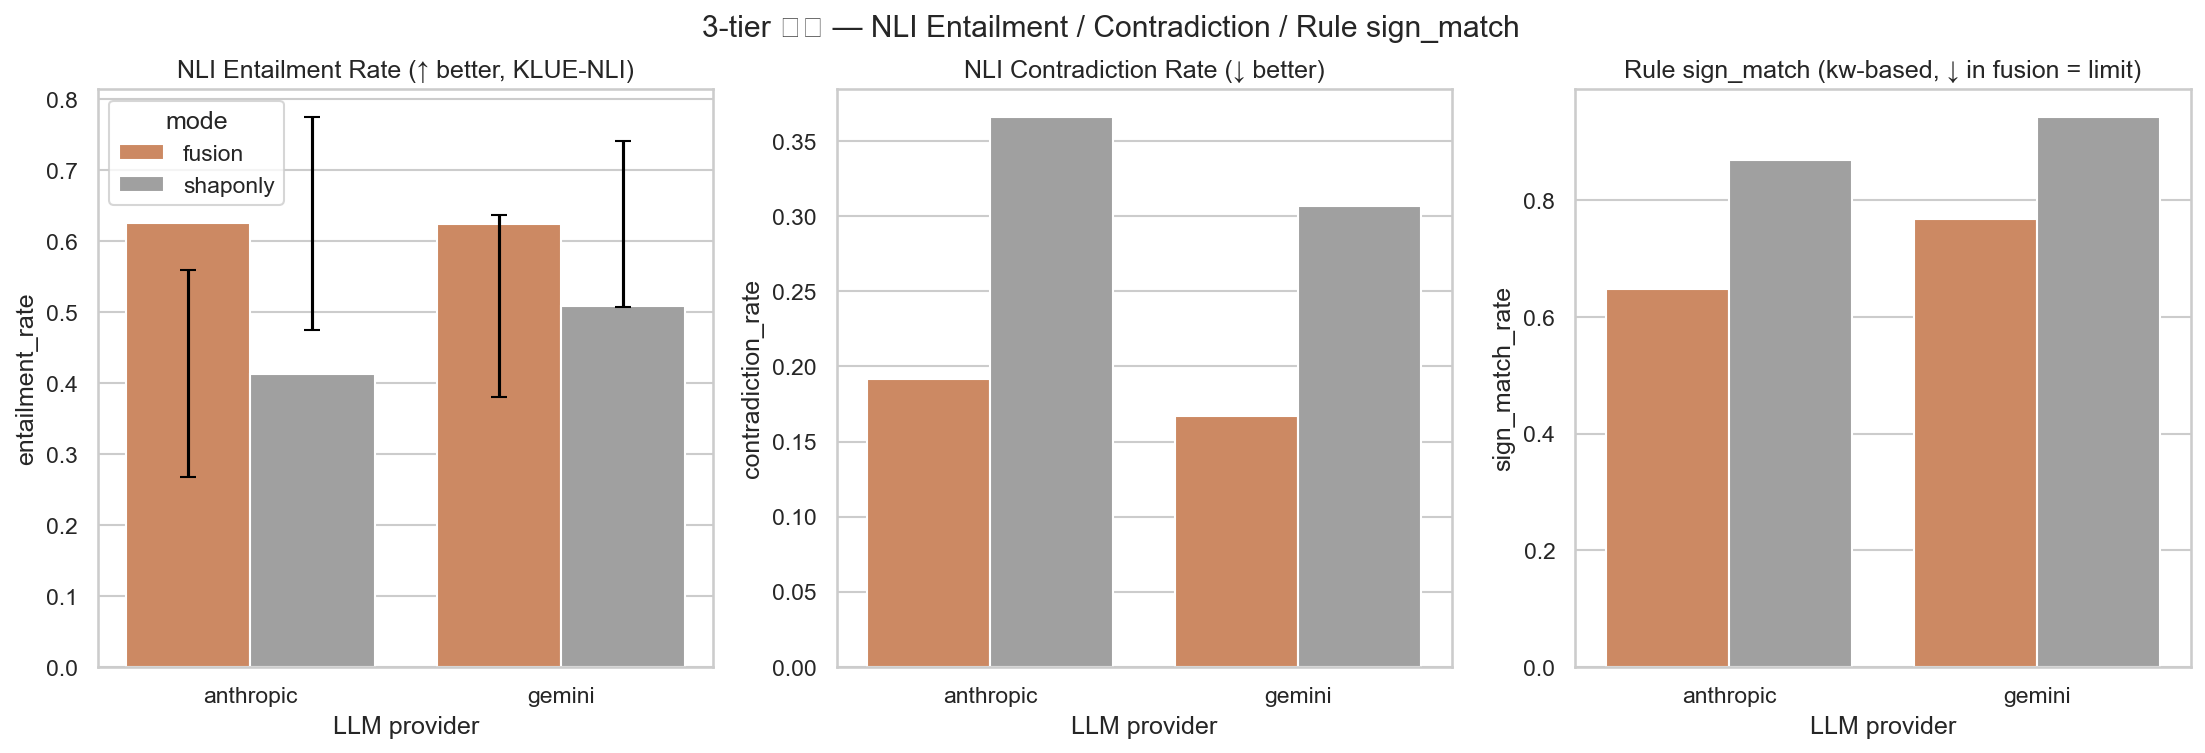 3-tier — NLI Entailment / Contradiction / Rule sign_match
NLI Entailment Rate (↑ better, KLUE-NLI)
mode
fusion
shaponly
entailment_rate
0.8
0.7
0.6
0.5
0.4
0.3
0.2
0.1
0.0
anthropic
gemini
LLM provider
NLI Contradiction Rate (↓ better)
contradiction_rate
0.35
0.30
0.25
0.20
0.15
0.10
0.05
0.00
anthropic
gemini
LLM provider
Rule sign_match (kw-based, ↓ in fusion = limit)
sign_match_rate
0.8
0.6
0.4
0.2
0.0
anthropic
gemini
LLM provider